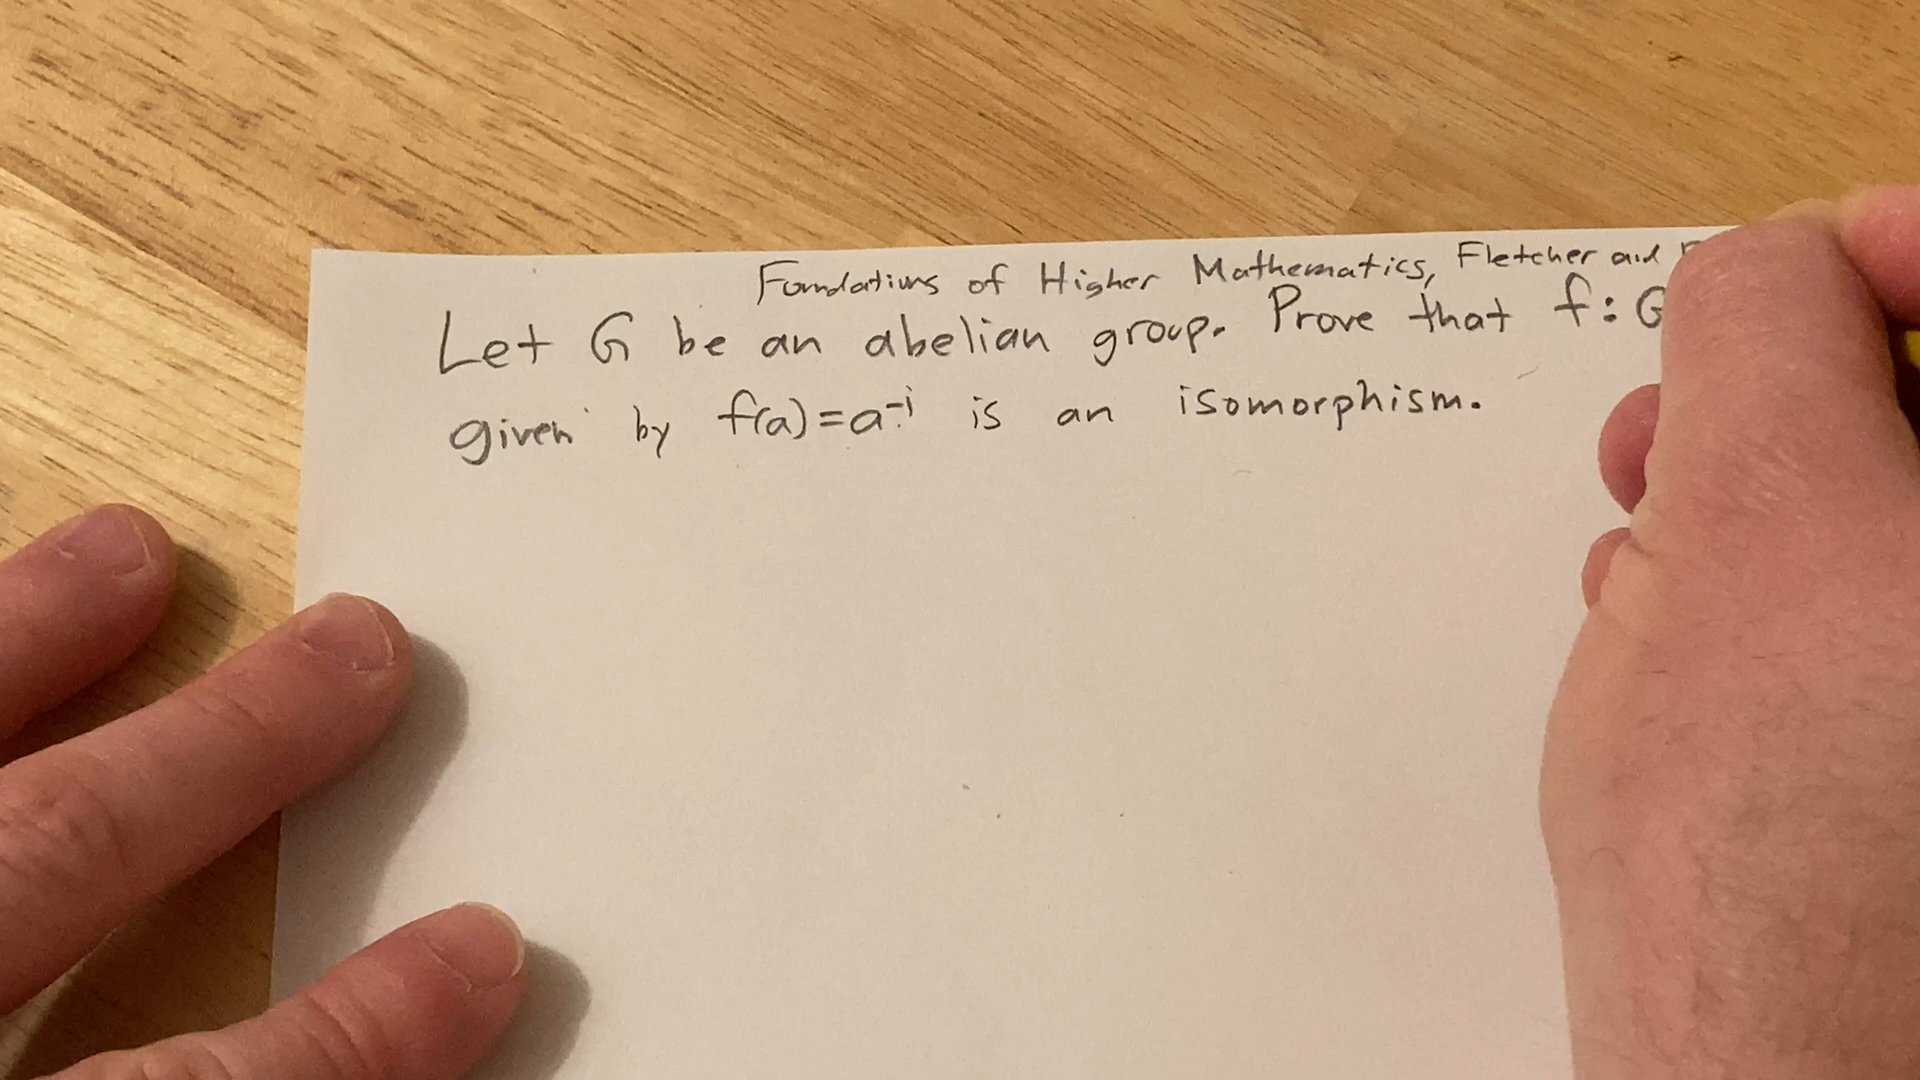 Foundations of Higher Mathematics, Fletcher and
Let G be an abelian group. Prove that f: G
given by f(a)=a⁻¹ is an isomorphism.